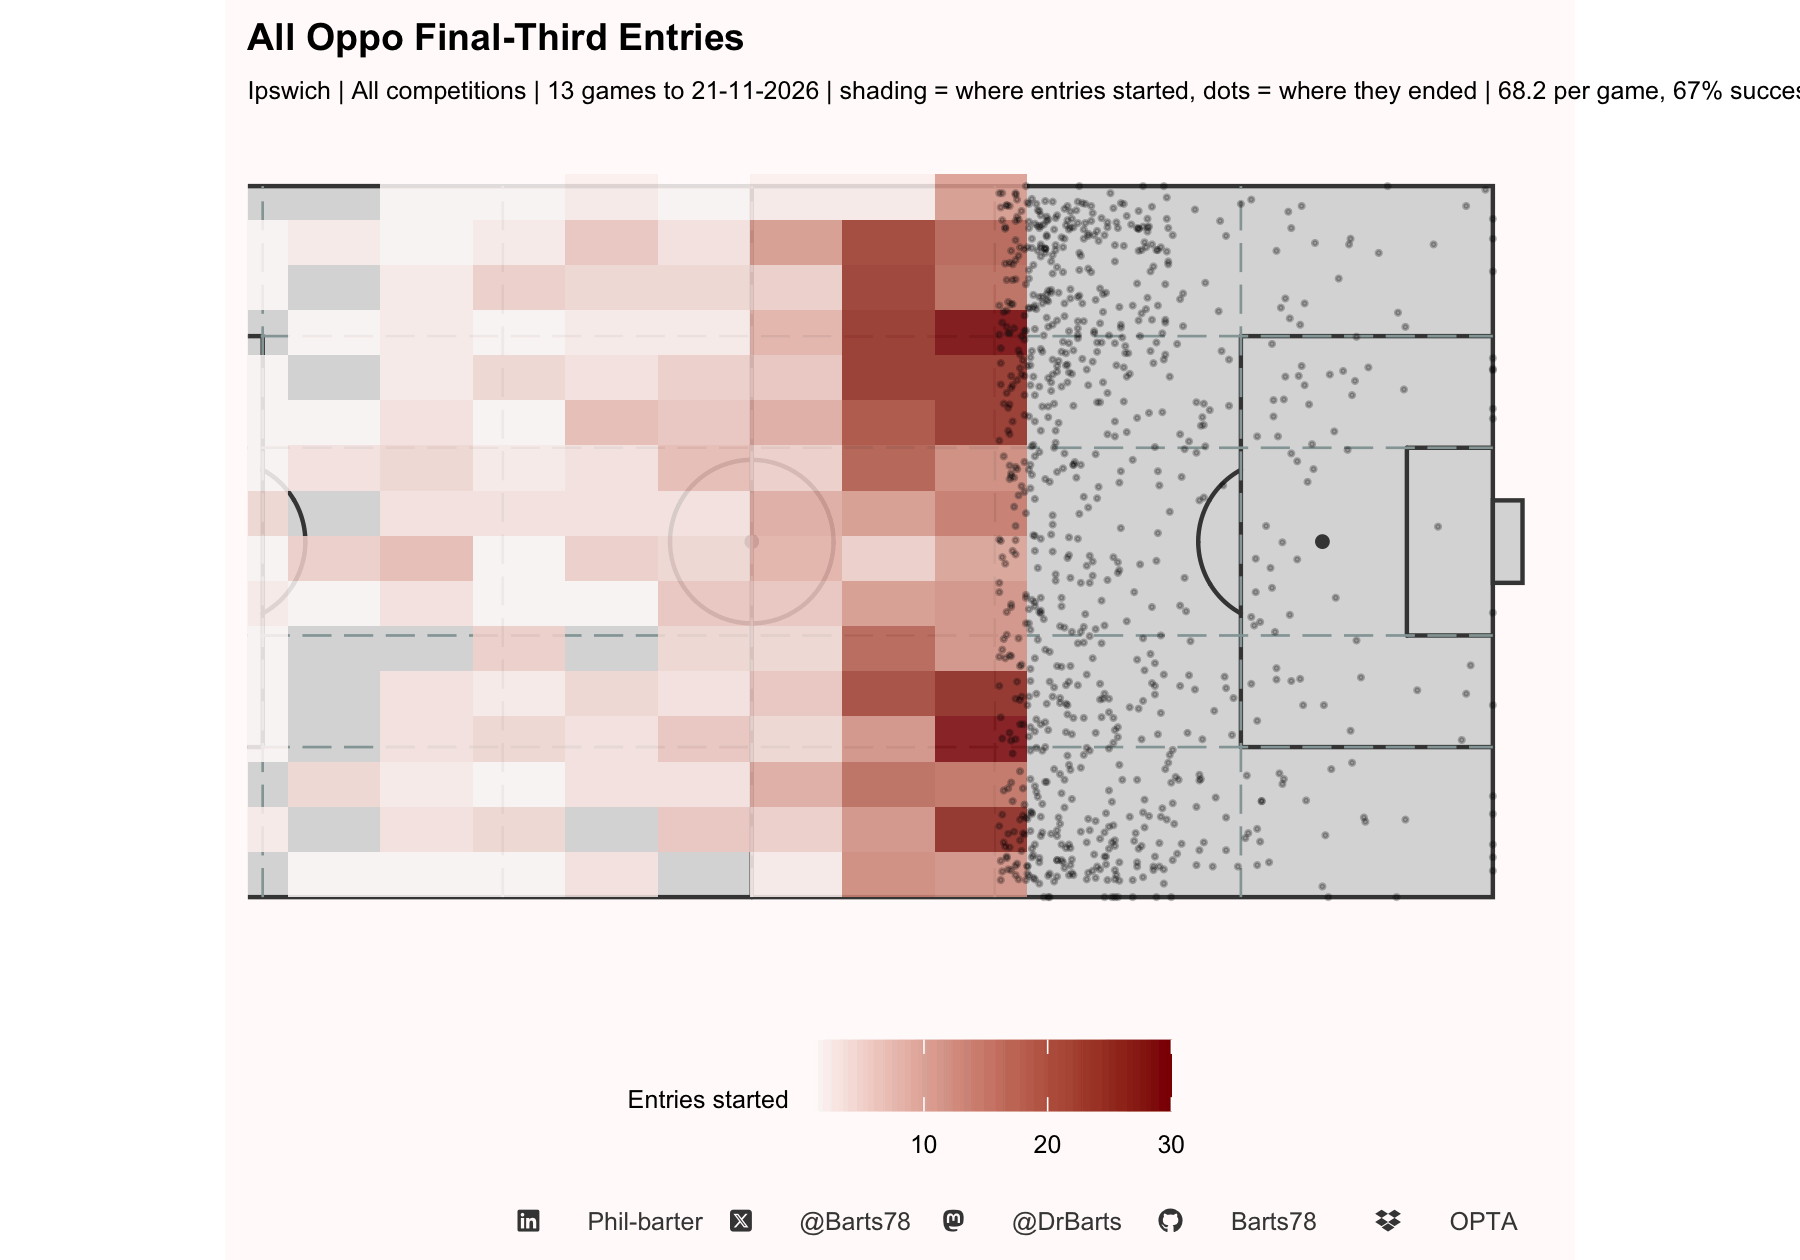 All Oppo Final-Third Entries
Ipswich | All competitions | 13 games to 21-11-2026 | shading = where entries started, dots = where they ended | 68.2 per game, 67% succes
Entries started
10 20 30
Phil-barter @Barts78 @DrBarts Barts78 OPTA